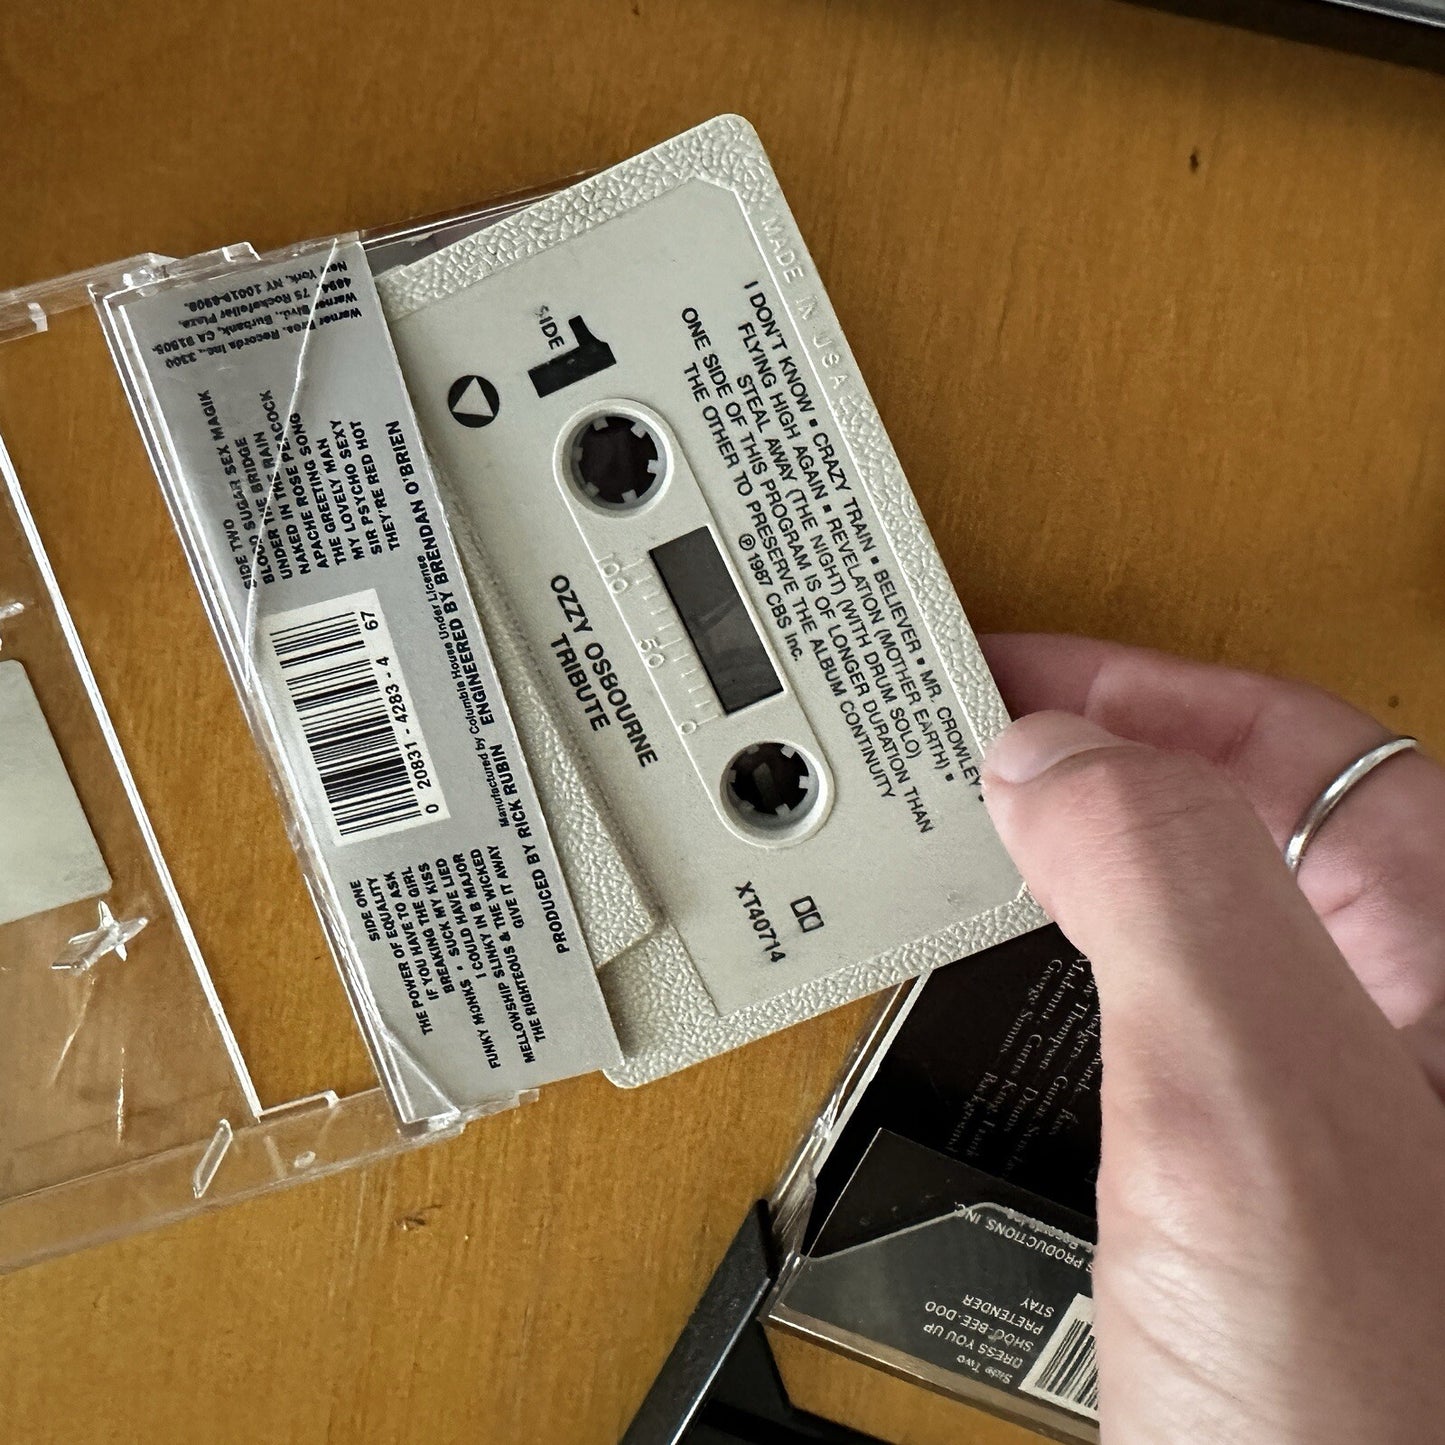 MADE IN U.S.A.
I DON'T KNOW ▪ CRAZY TRAIN ▪ BELIEVER ▪ MR. CROWLEY ▪
FLYING HIGH AGAIN ▪ REVELATION (MOTHER EARTH) ▪
STEAL AWAY (THE NIGHT) (WITH DRUM SOLO)
ONE SIDE OF THIS PROGRAM IS OF LONGER DURATION THAN
THE OTHER TO PRESERVE THE ALBUM CONTINUITY
℗ 1987 CBS Inc.
SIDE
1
100 50 0
OZZY OSBOURNE
TRIBUTE
XT40714
Warner Bros. Records Inc., 3300
Warner Blvd., Burbank, CA 91505.
75 Rockefeller Plaza,
New York, NY 10019-6908.
SIDE TWO
BLOOD SUGAR SEX MAGIK
UNDER THE BRIDGE
NAKED IN THE RAIN
APACHE ROSE PEACOCK
THE GREETING SONG
MY LOVELY MAN
SIR PSYCHO SEXY
THEY'RE RED HOT
0 20831 - 4283 - 4
67
Manufactured by Columbia House Under License
PRODUCED BY RICK RUBIN ENGINEERED BY BRENDAN O'BRIEN
SIDE ONE
THE POWER OF EQUALITY
IF YOU HAVE TO ASK
BREAKING THE GIRL
FUNKY MONKS ▪ SUCK MY KISS
I COULD HAVE LIED
MELLOWSHIP SLINKY IN B MAJOR
THE RIGHTEOUS & THE WICKED
GIVE IT AWAY
Madonna
George Simms
Thompson
Curtis King,
Background
PRODUCTIONS INC.
Side Two
DRESS YOU UP
SHOO-BEE-DOO
PRETENDER
STAY